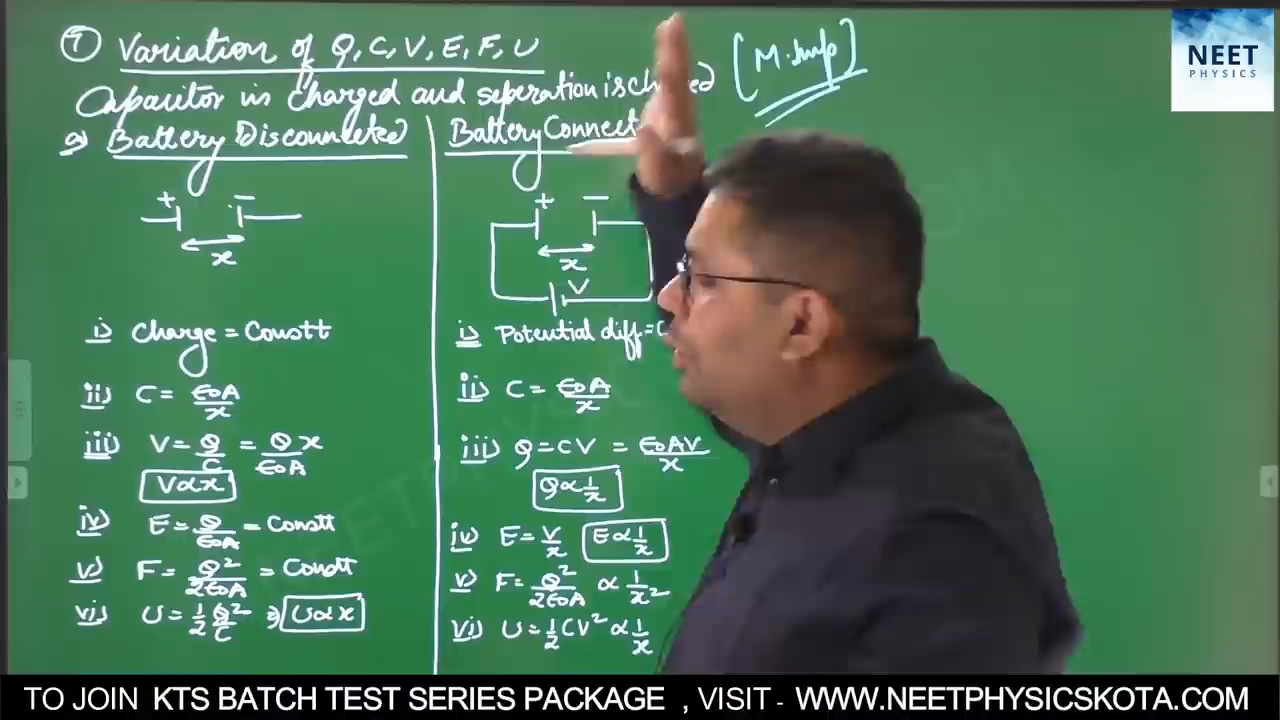 ⑦ Variation of Q, C, V, E, F, U
[M. Imp]
NEET
PHYSICS
Capacitor is charged and seperation is
a) Battery Disconnected
Battery Connect
+ −
x
+ −
x
V
i) Charge = Constt
ii) C = ε0A/x
iii) V = Q/C = Qx/ε0A
V∝x
iv) E = Q/ε0A = Constt
v) F = Q²/2ε0A = Constt
vi) U = 1/2 Q²/C ⇒ U∝x
i) Potential diff = C
ii) C = ε0A/x
iii) Q = CV = ε0AV/x
Q∝1/x
iv) E = V/x E∝1/x
v) F = Q²/2ε0A ∝ 1/x²
vi) U = 1/2 CV² ∝ 1/x
TO JOIN KTS BATCH TEST SERIES PACKAGE , VISIT - WWW.NEETPHYSICSKOTA.COM